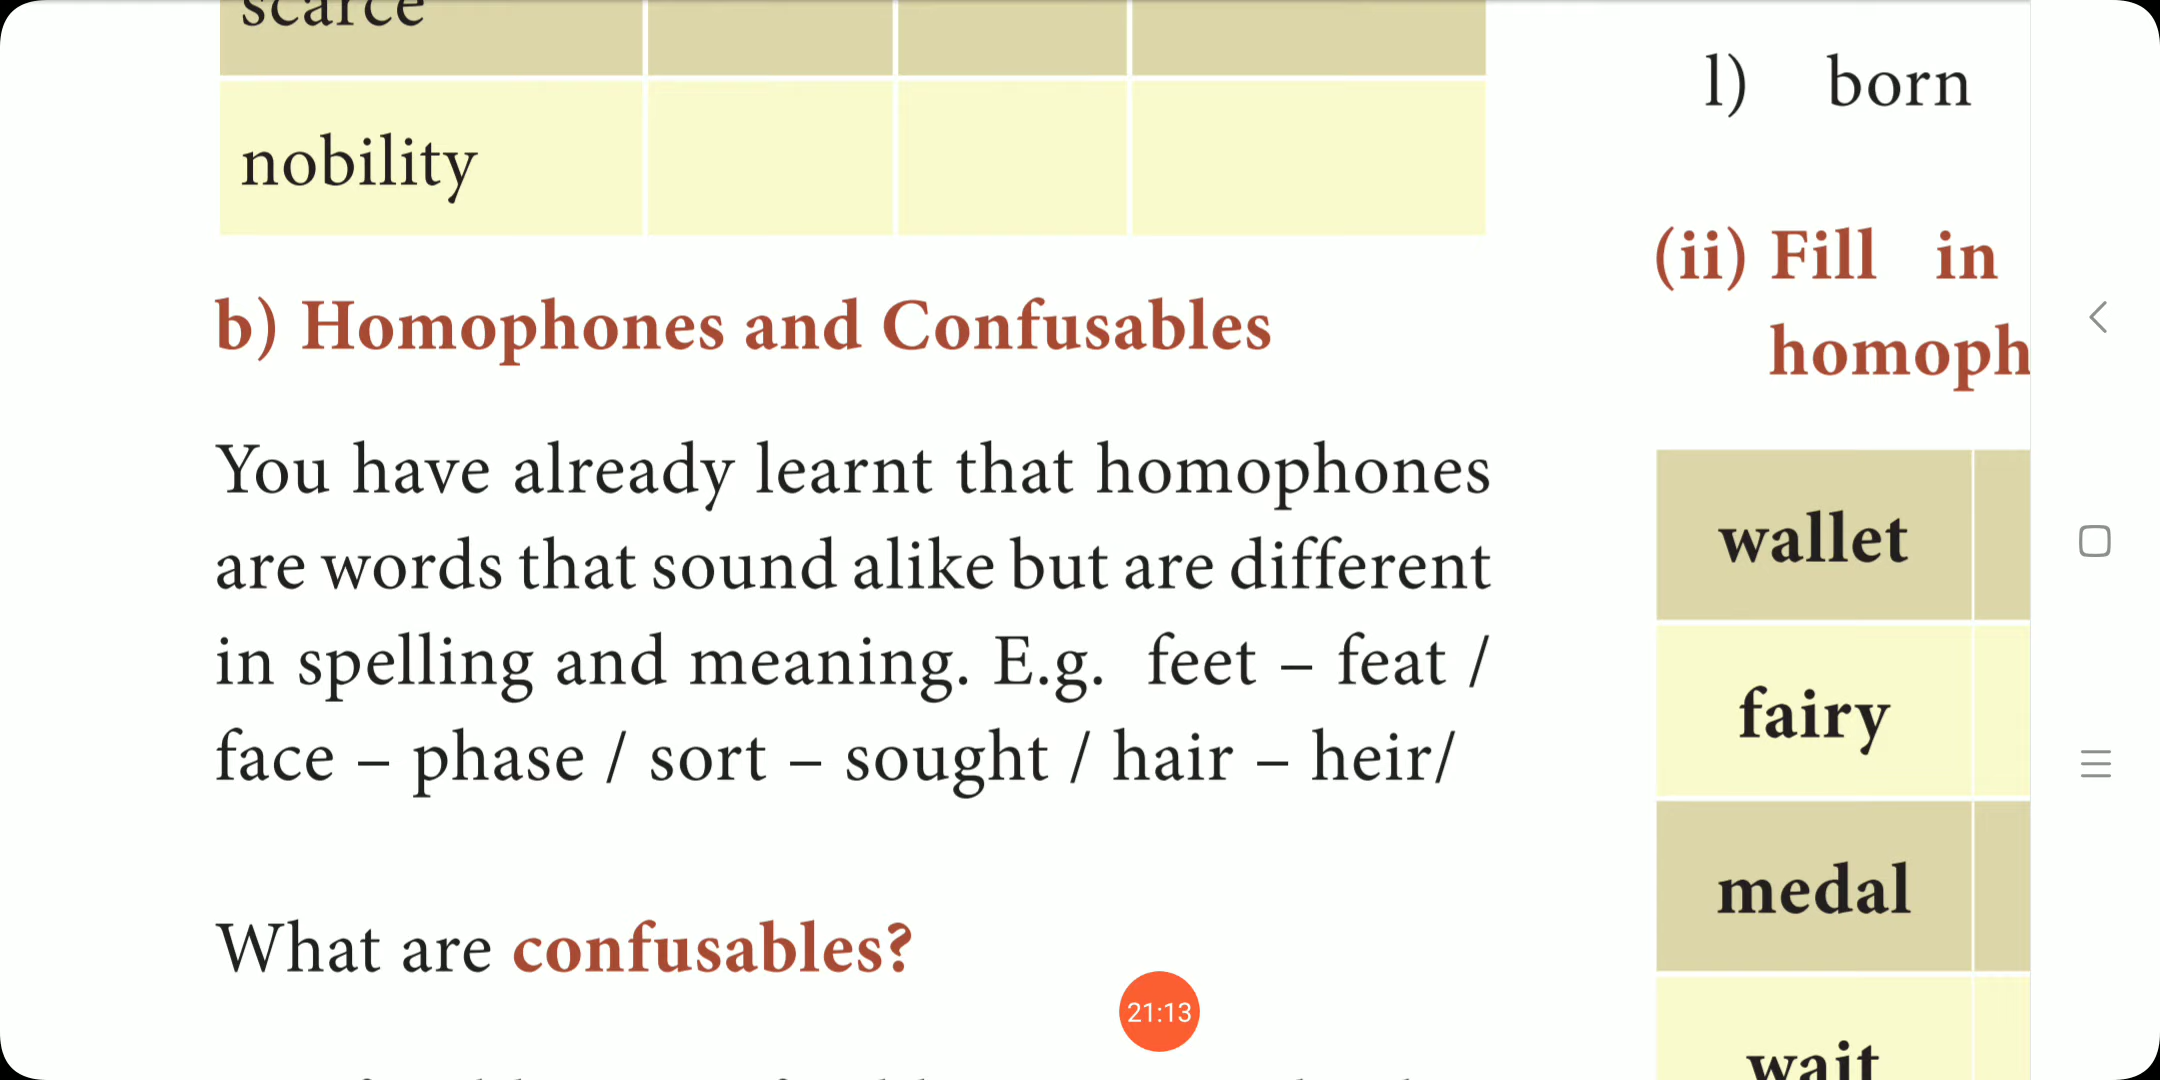 scarce
nobility
b) Homophones and Confusables
You have already learnt that homophones
are words that sound alike but are different
in spelling and meaning. E.g. feet – feat /
face – phase / sort – sought / hair – heir/
What are confusables?
21:13
l) born
(ii) Fill in
homoph
wallet
fairy
medal
wait